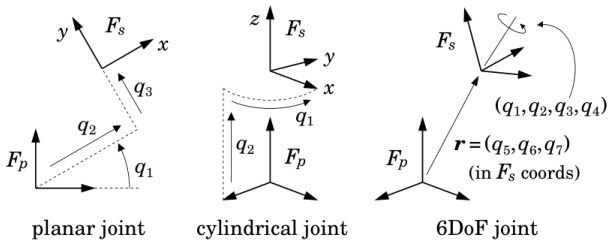 y
F_s
x
q_3
q_2
F_p
q_1
planar joint
z
F_s
y
x
q_1
q_2
F_p
cylindrical joint
F_s
(q_1, q_2, q_3, q_4)
r = (q_5, q_6, q_7)
F_p
(in F_s coords)
6DoF joint